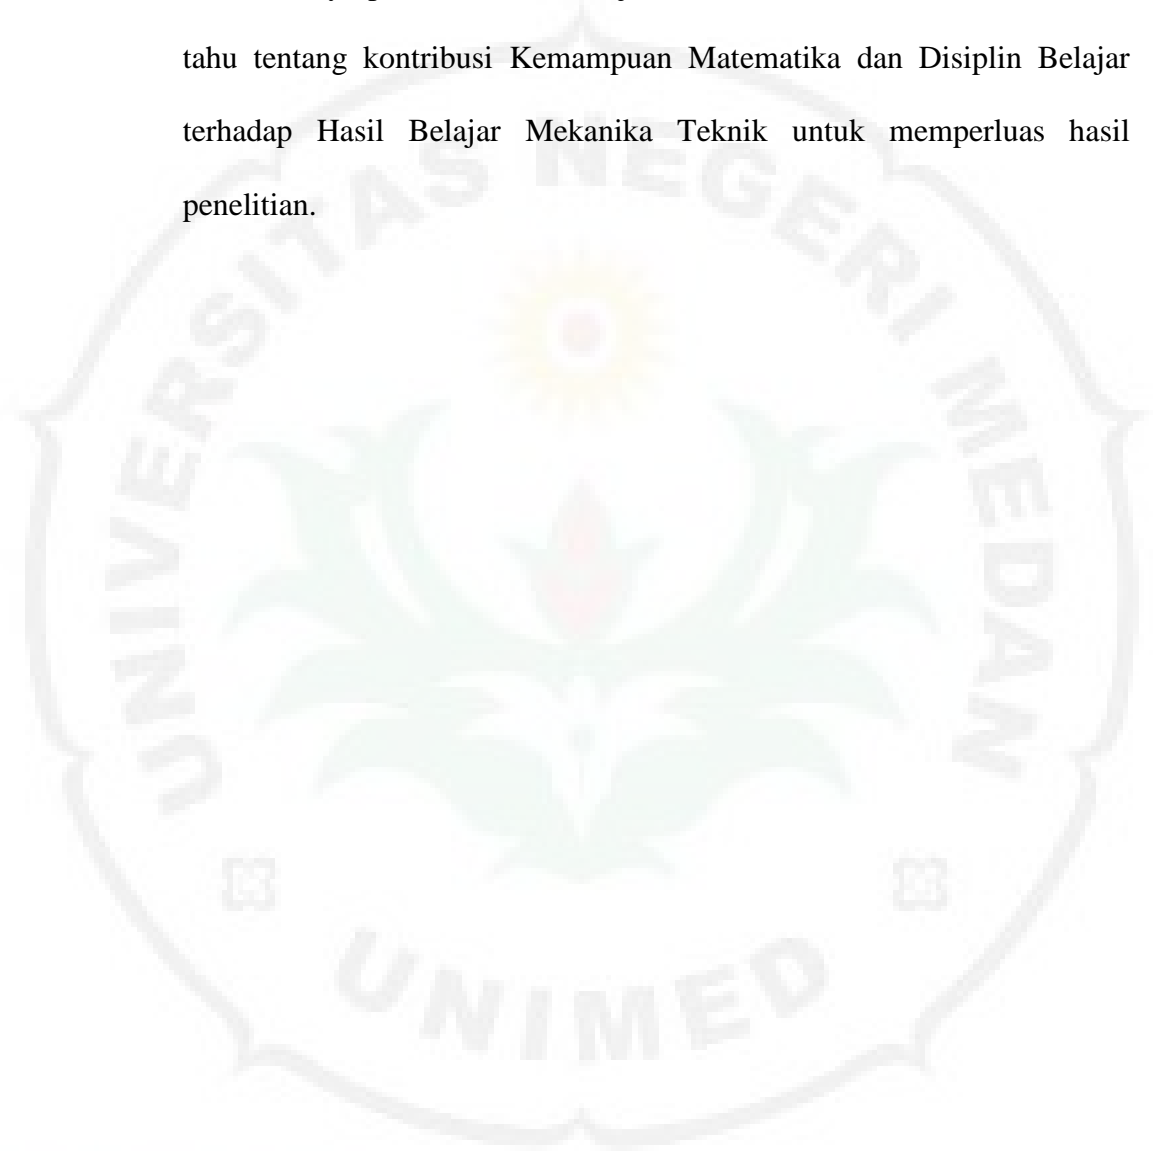 tahu tentang kontribusi Kemampuan Matematika dan Disiplin Belajar
terhadap Hasil Belajar Mekanika Teknik untuk memperluas hasil
penelitian.
UNIVERSITAS NEGERI MEDAN
UNIMED